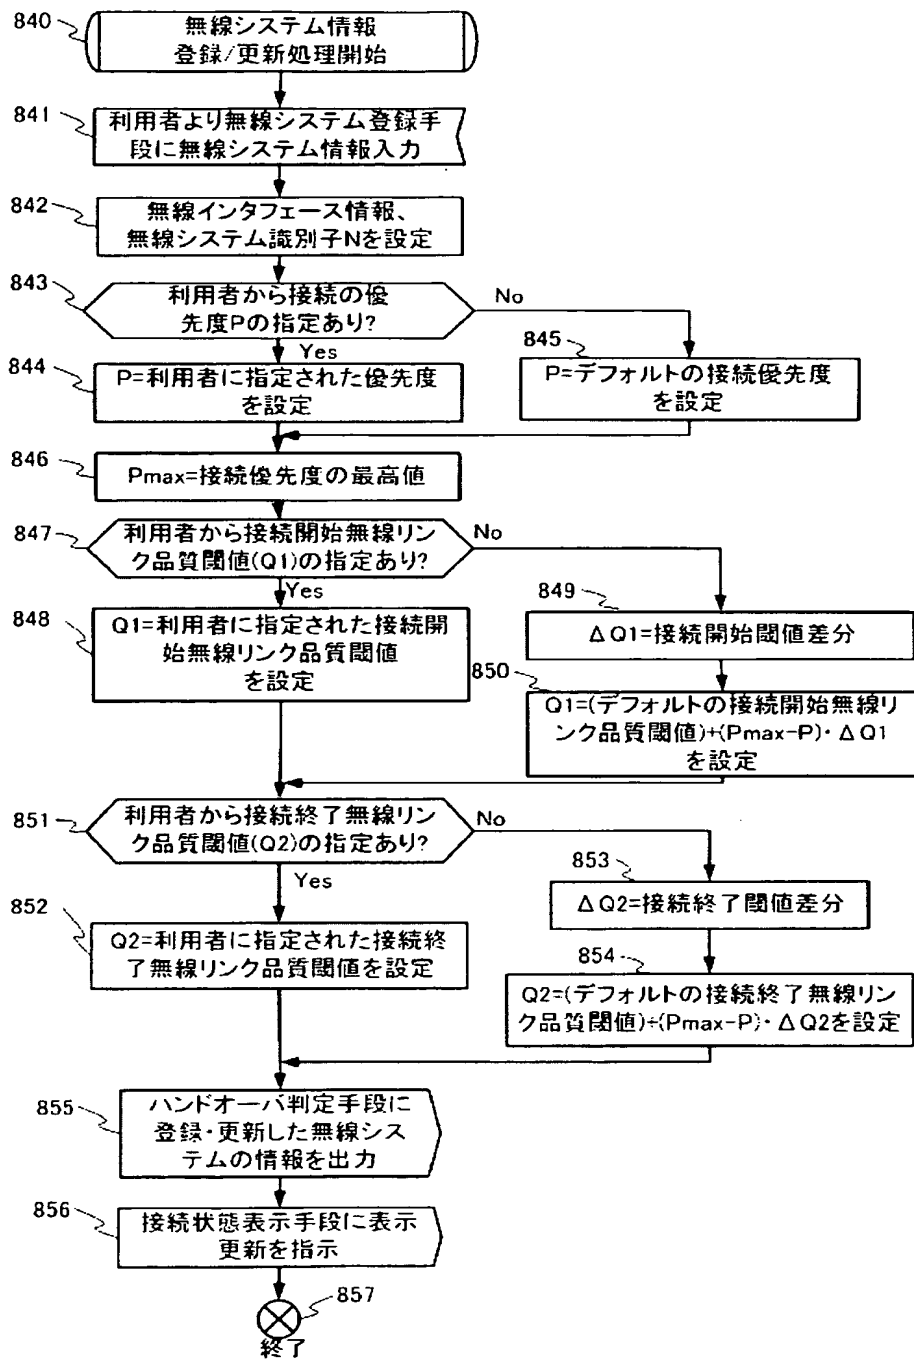 840
無線システム情報
登録/更新処理開始
841
利用者より無線システム登録手
段に無線システム情報入力
842
無線インタフェース情報、
無線システム識別子Nを設定
843
利用者から接続の優
先度Pの指定あり?
No
Yes
844
P=利用者に指定された優先度
を設定
845
P=デフォルトの接続優先度
を設定
846
Pmax=接続優先度の最高値
847
利用者から接続開始無線リン
ク品質閾値(Q1)の指定あり?
No
Yes
848
Q1=利用者に指定された接続開
始無線リンク品質閾値
を設定
849
ΔQ1=接続開始閾値差分
850
Q1=(デフォルトの接続開始無線リ
ンク品質閾値)+(Pmax-P)・ΔQ1
を設定
851
利用者から接続終了無線リン
ク品質閾値(Q2)の指定あり?
No
Yes
852
Q2=利用者に指定された接続終
了無線リンク品質閾値を設定
853
ΔQ2=接続終了閾値差分
854
Q2=(デフォルトの接続終了無線リン
ク品質閾値)+(Pmax-P)・ΔQ2を設定
855
ハンドオーバ判定手段に
登録・更新した無線シス
テムの情報を出力
856
接続状態表示手段に表示
更新を指示
857
終了